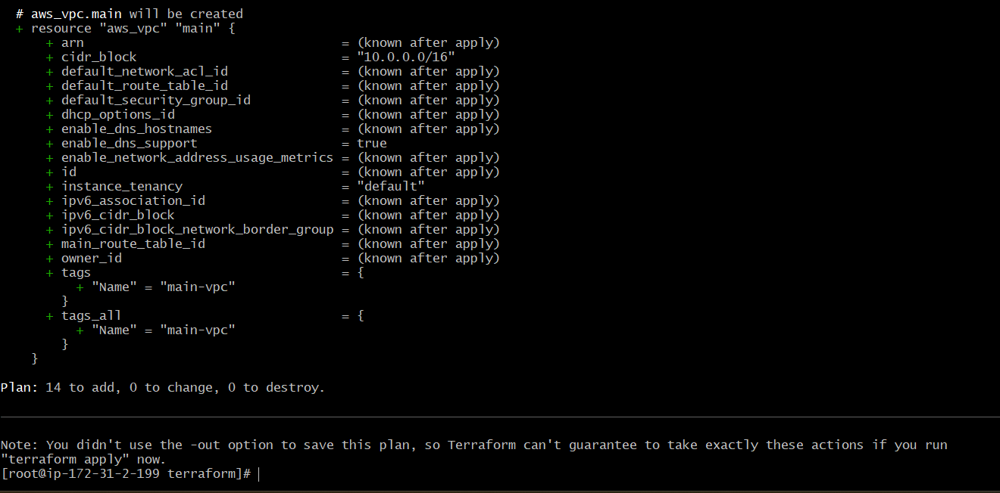 # aws_vpc.main will be created
+ resource "aws_vpc" "main" {
+ arn = (known after apply)
+ cidr_block = "10.0.0.0/16"
+ default_network_acl_id = (known after apply)
+ default_route_table_id = (known after apply)
+ default_security_group_id = (known after apply)
+ dhcp_options_id = (known after apply)
+ enable_dns_hostnames = (known after apply)
+ enable_dns_support = true
+ enable_network_address_usage_metrics = (known after apply)
+ id = (known after apply)
+ instance_tenancy = "default"
+ ipv6_association_id = (known after apply)
+ ipv6_cidr_block = (known after apply)
+ ipv6_cidr_block_network_border_group = (known after apply)
+ main_route_table_id = (known after apply)
+ owner_id = (known after apply)
+ tags = {
+ "Name" = "main-vpc"
}
+ tags_all = {
+ "Name" = "main-vpc"
}
}
Plan: 14 to add, 0 to change, 0 to destroy.
Note: You didn't use the -out option to save this plan, so Terraform can't guarantee to take exactly these actions if you run
"terraform apply" now.
[root@ip-172-31-2-199 terraform]#